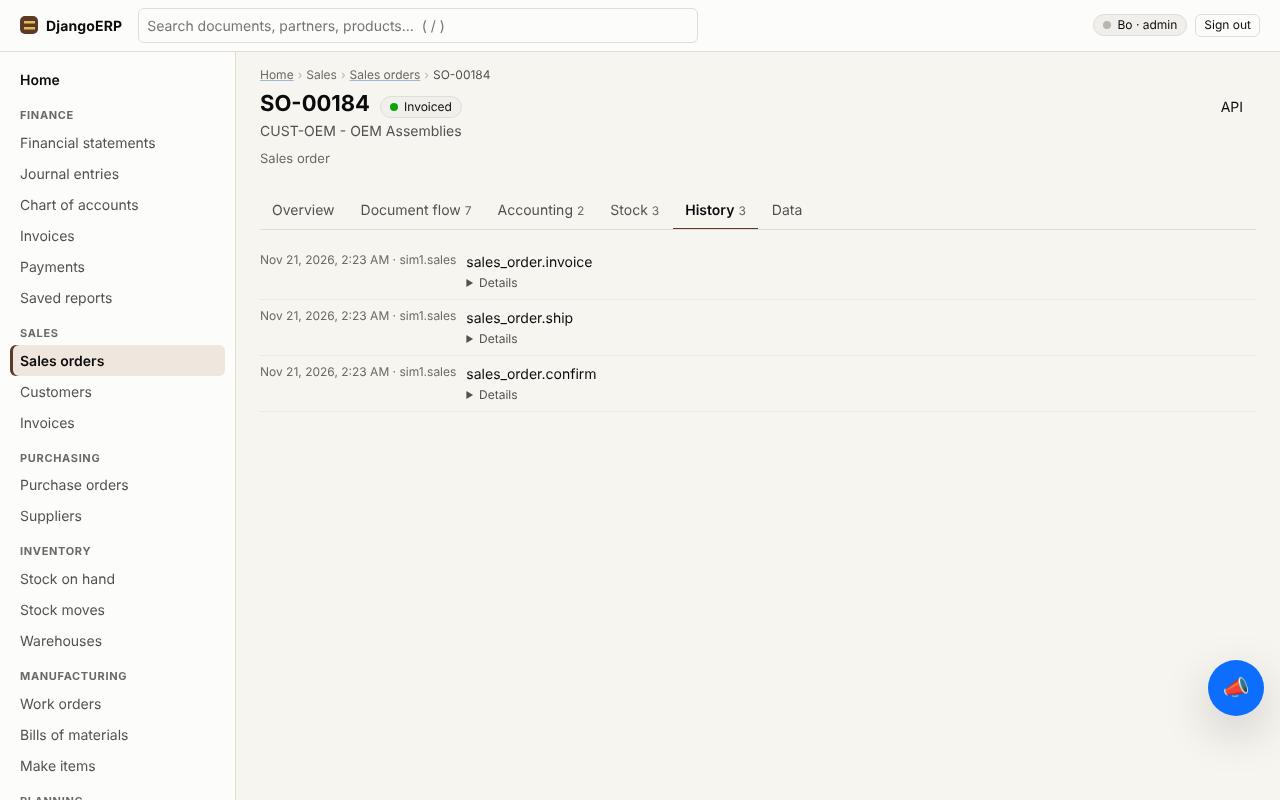 DjangoERP
Search documents, partners, products... ( / )
Bo · admin
Sign out
Home
FINANCE
Financial statements
Journal entries
Chart of accounts
Invoices
Payments
Saved reports
SALES
Sales orders
Customers
Invoices
PURCHASING
Purchase orders
Suppliers
INVENTORY
Stock on hand
Stock moves
Warehouses
MANUFACTURING
Work orders
Bills of materials
Make items
PLANNING
Home › Sales › Sales orders › SO-00184
SO-00184 Invoiced
API
CUST-OEM - OEM Assemblies
Sales order
Overview Document flow 7 Accounting 2 Stock 3 History 3 Data
Nov 21, 2026, 2:23 AM · sim1.sales sales_order.invoice
Details
Nov 21, 2026, 2:23 AM · sim1.sales sales_order.ship
Details
Nov 21, 2026, 2:23 AM · sim1.sales sales_order.confirm
Details